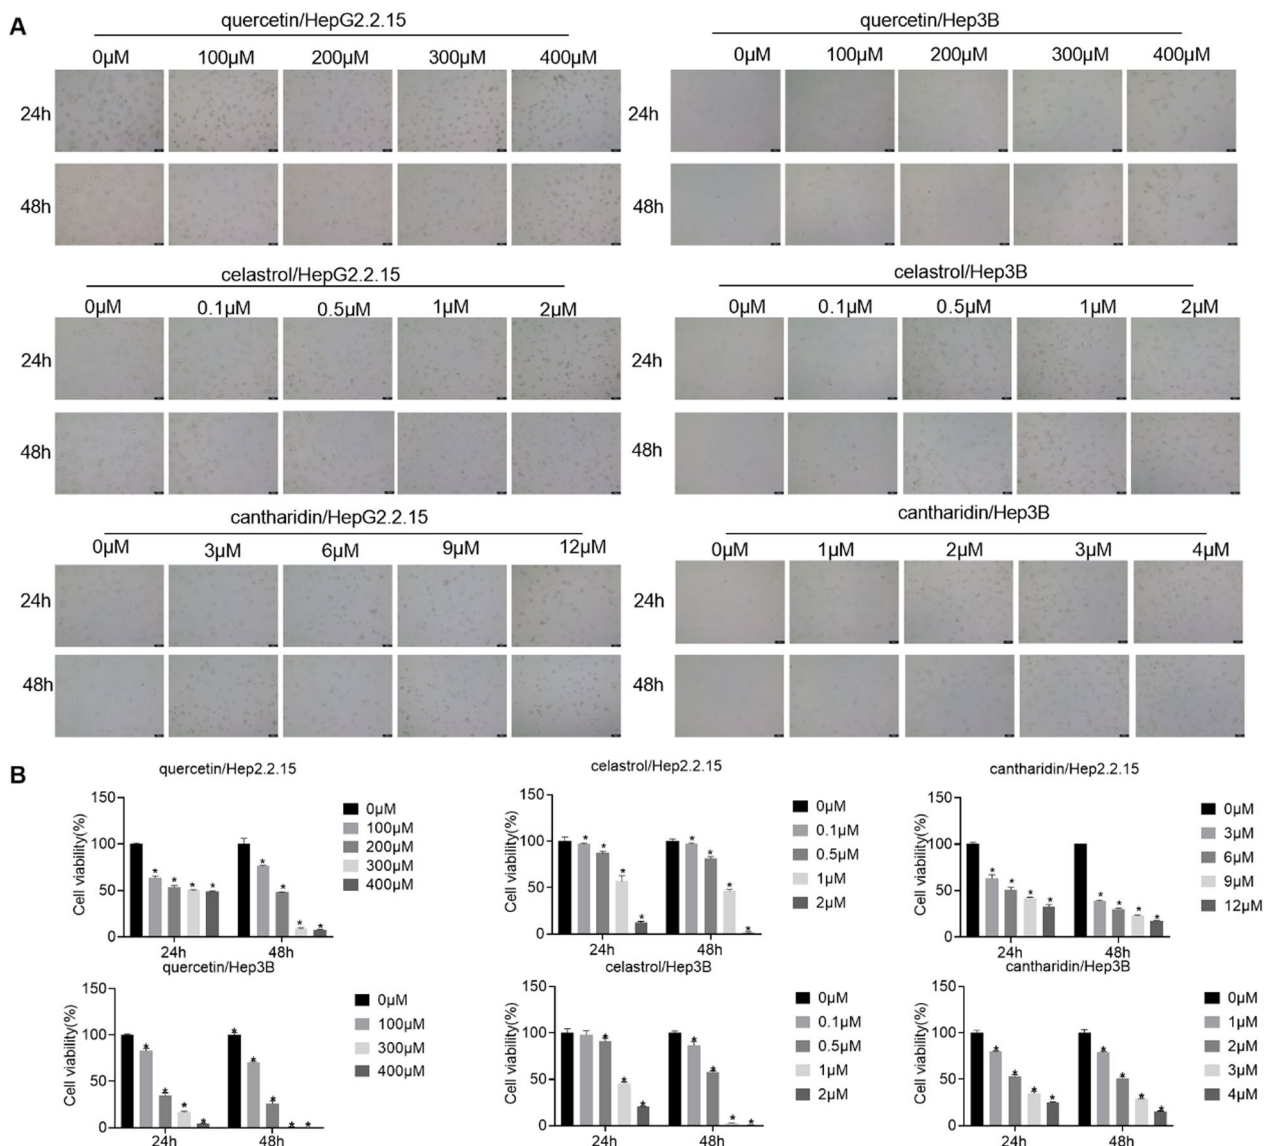 A
quercetin/HepG2.2.15
0µM 100µM 200µM 300µM 400µM
24h
48h
quercetin/Hep3B
0µM 100µM 200µM 300µM 400µM
24h
48h
celastrol/HepG2.2.15
0µM 0.1µM 0.5µM 1µM 2µM
24h
48h
celastrol/Hep3B
0µM 0.1µM 0.5µM 1µM 2µM
24h
48h
cantharidin/HepG2.2.15
0µM 3µM 6µM 9µM 12µM
24h
48h
cantharidin/Hep3B
0µM 1µM 2µM 3µM 4µM
24h
48h
B
quercetin/Hep2.2.15
Cell viability(%)
150
100
50
0
* * * * * * * *
24h 48h
0µM
100µM
200µM
300µM
400µM
celastrol/Hep2.2.15
Cell viability(%)
150
100
50
0
* * * * * * * *
24h 48h
0µM
0.1µM
0.5µM
1µM
2µM
cantharidin/Hep2.2.15
Cell viability(%)
150
100
50
0
* * * * * * * *
24h 48h
0µM
3µM
6µM
9µM
12µM
quercetin/Hep3B
Cell viability(%)
150
100
50
0
* * * * * * * * *
24h 48h
0µM
100µM
300µM
400µM
celastrol/Hep3B
Cell viability(%)
150
100
50
0
* * * * * * *
24h 48h
0µM
0.1µM
0.5µM
1µM
2µM
cantharidin/Hep3B
Cell viability(%)
150
100
50
0
* * * * * * * *
24h 48h
0µM
1µM
2µM
3µM
4µM